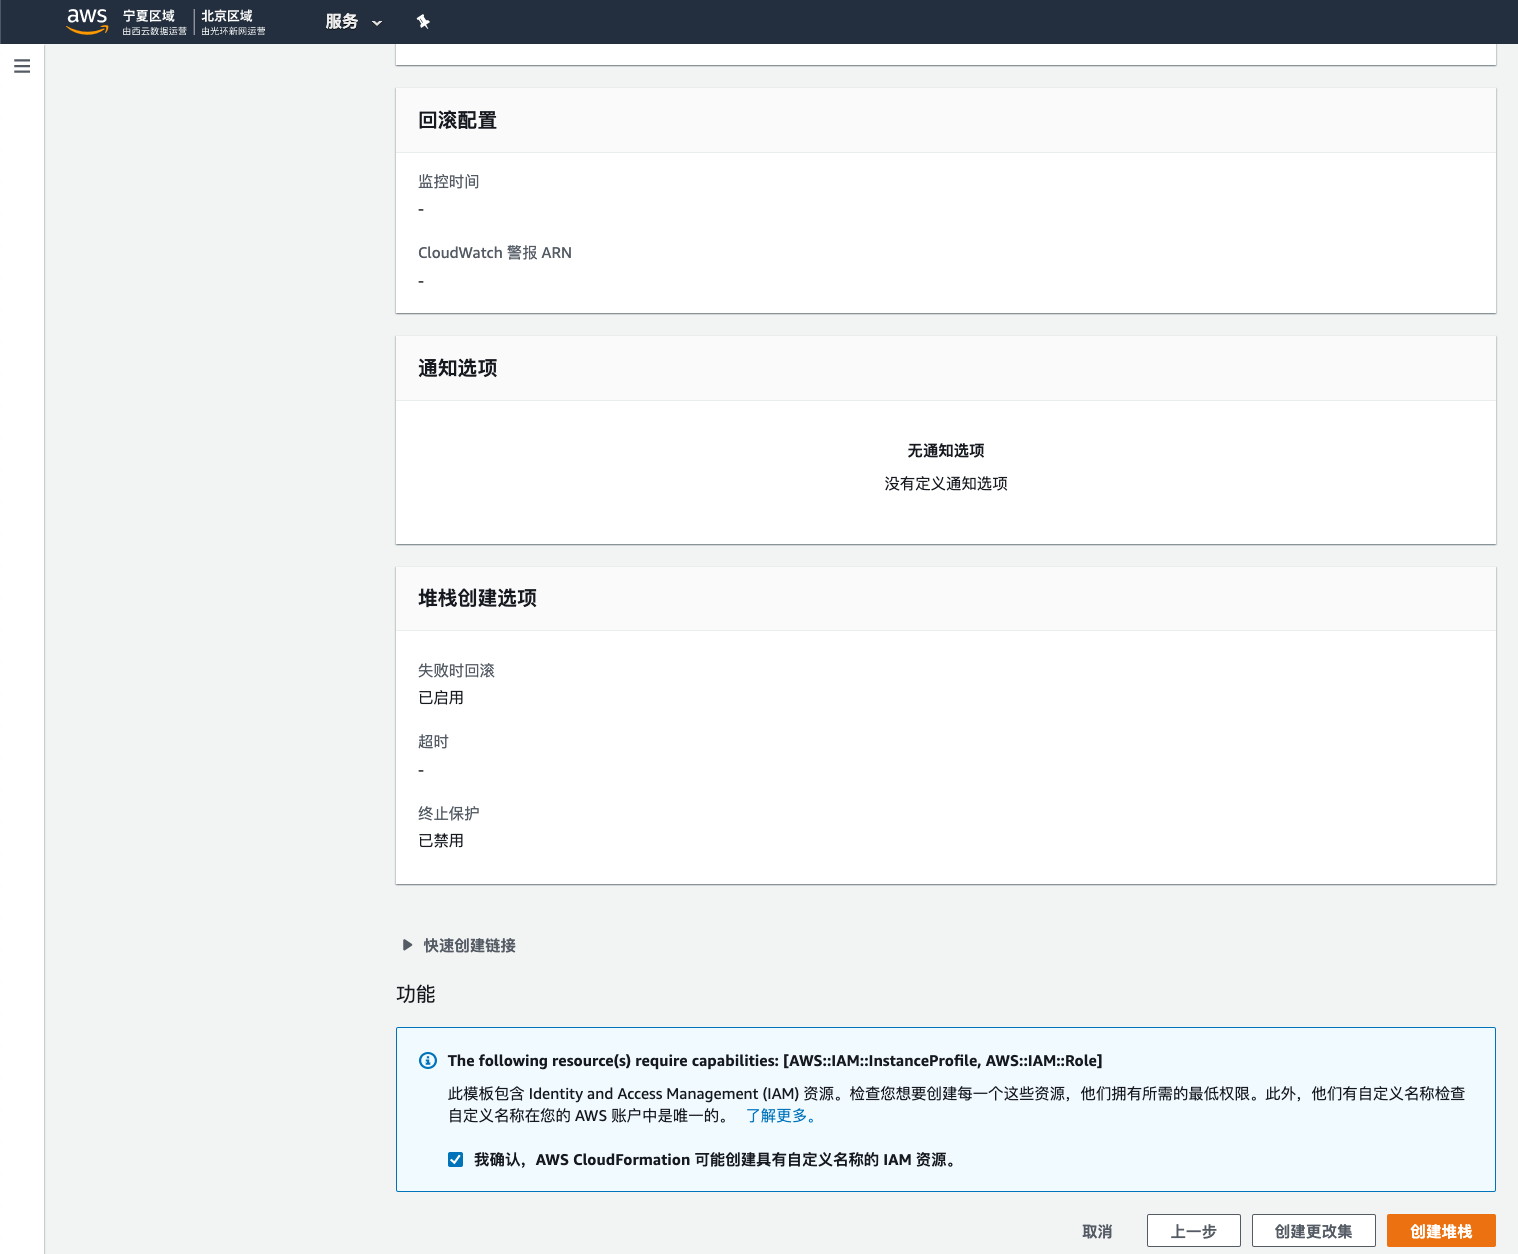 aws
宁夏区域
由西云数据运营
北京区域
由光环新网运营
服务
回滚配置
监控时间
-
CloudWatch 警报 ARN
-
通知选项
无通知选项
没有定义通知选项
堆栈创建选项
失败时回滚
已启用
超时
-
终止保护
已禁用
快速创建链接
功能
The following resource(s) require capabilities: [AWS::IAM::InstanceProfile, AWS::IAM::Role]
此模板包含 Identity and Access Management (IAM) 资源。检查您想要创建每一个这些资源，他们拥有所需的最低权限。此外，他们有自定义名称检查
自定义名称在您的 AWS 账户中是唯一的。 了解更多。
我确认，AWS CloudFormation 可能创建具有自定义名称的 IAM 资源。
取消
上一步
创建更改集
创建堆栈